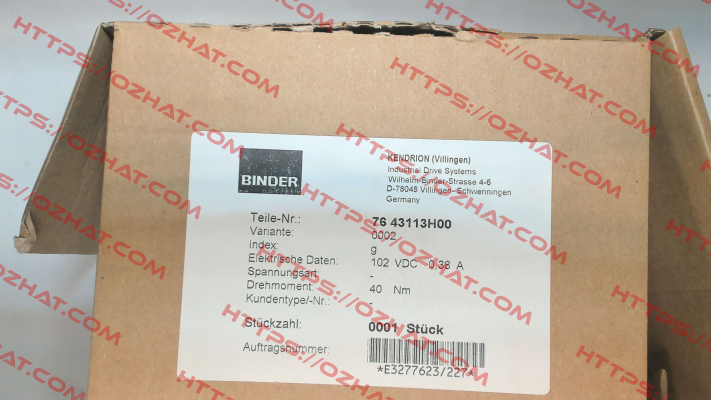 BINDER
KENDRION (Villingen)
Industrial Drive Systems
Wilhelm-Binder-Strasse 4-6
D-78048 Villingen- Schwenningen
Germany
Teile-Nr.: 76 43113H00
Variante: 0002
Index: g
Elektrische Daten: 102 VDC 0,38 A
Spannungsart: -
Drehmoment: 40 Nm
Kundentype/-Nr.: -
Stückzahl: 0001 Stück
Auftragsnummer:
*E3277623/227*
HTTPS://OZHAT.COM